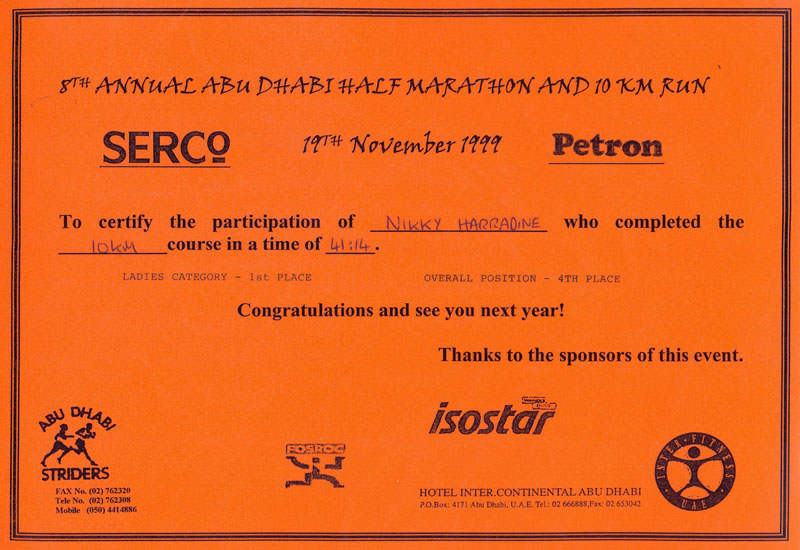 8TH ANNUAL ABU DHABI HALF MARATHON AND 10 KM RUN
SERCO 19TH November 1999 Petron
To certify the participation of NIKKY HARRADINE who completed the
10KM course in a time of 41:14.
LADIES CATEGORY - 1st PLACE OVERALL POSITION - 4TH PLACE
Congratulations and see you next year!
Thanks to the sponsors of this event.
ABU DHABI
STRIDERS
FAX No. (02) 762320
Tele No. (02) 762308
Mobile (050) 4414886
FOSROC
isostar
HOTEL INTER.CONTINENTAL ABU DHABI
P.O.Box: 4171 Abu Dhabi, U.A.E. Tel.: 02 666888,Fax: 02 653042
FITNESS
UAE